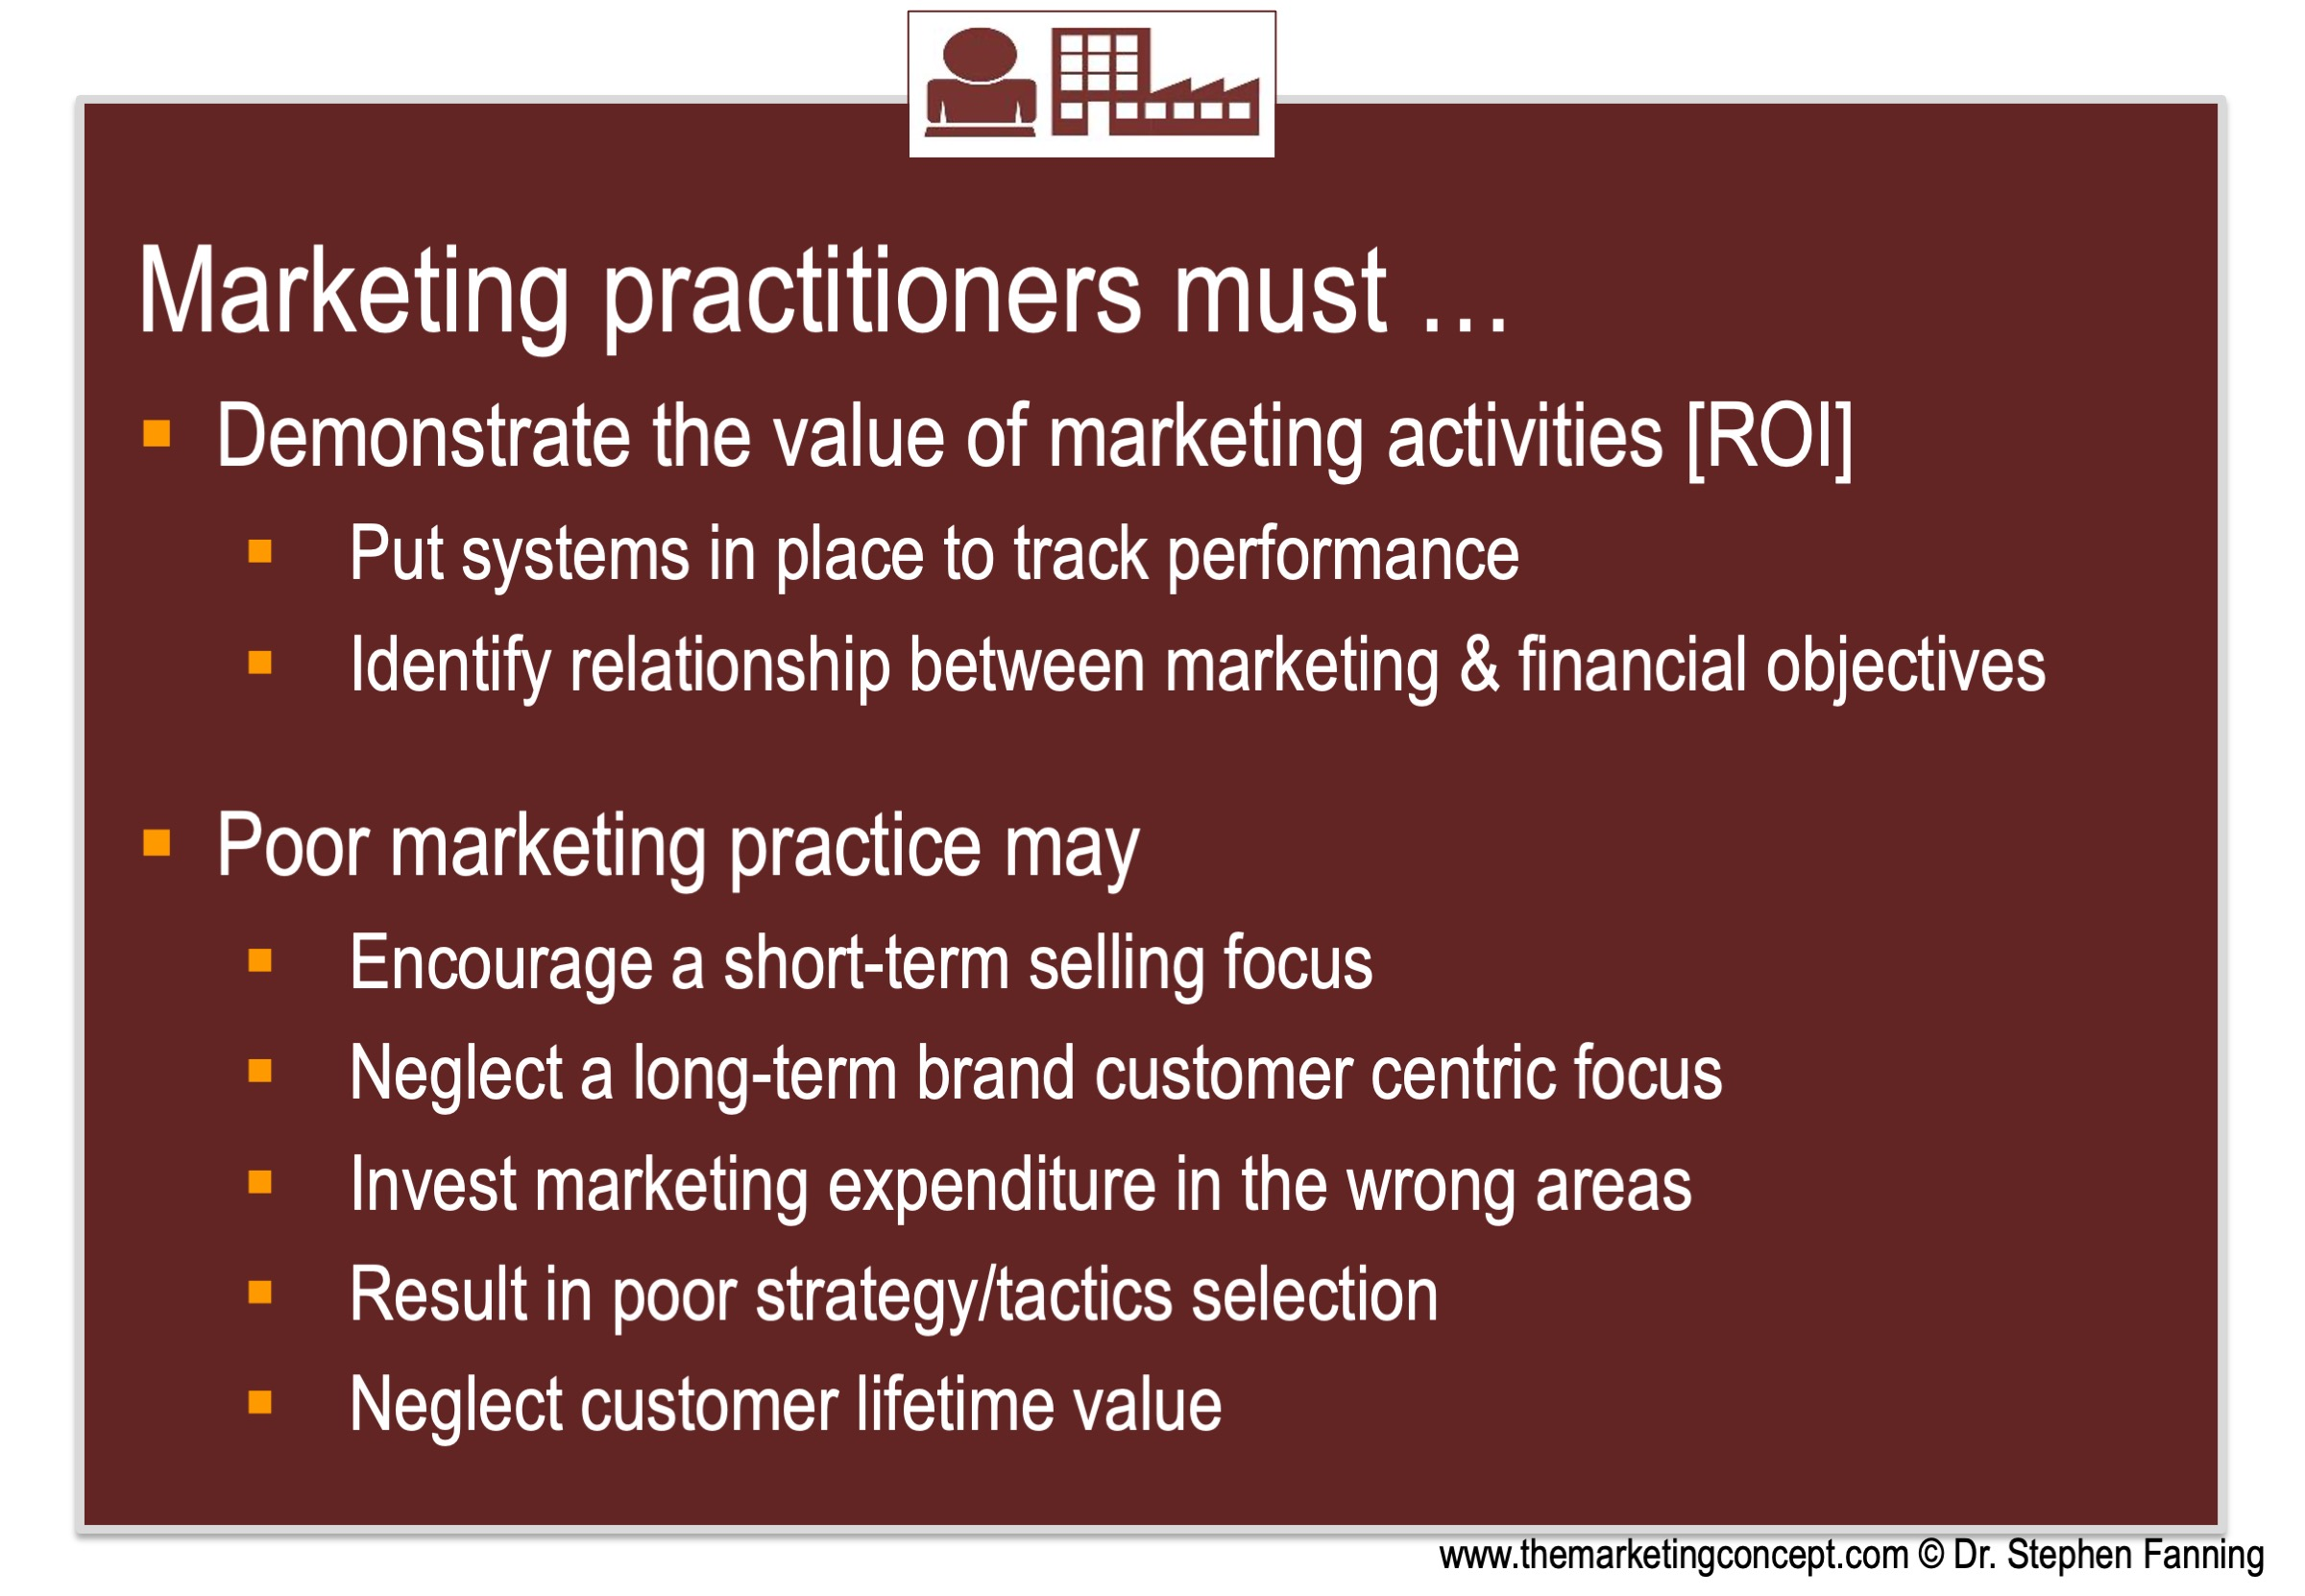 Marketing practitioners must …
Demonstrate the value of marketing activities [ROI]
Put systems in place to track performance
Identify relationship between marketing & financial objectives
Poor marketing practice may
Encourage a short-term selling focus
Neglect a long-term brand customer centric focus
Invest marketing expenditure in the wrong areas
Result in poor strategy/tactics selection
Neglect customer lifetime value
www.themarketingconcept.com © Dr. Stephen Fanning